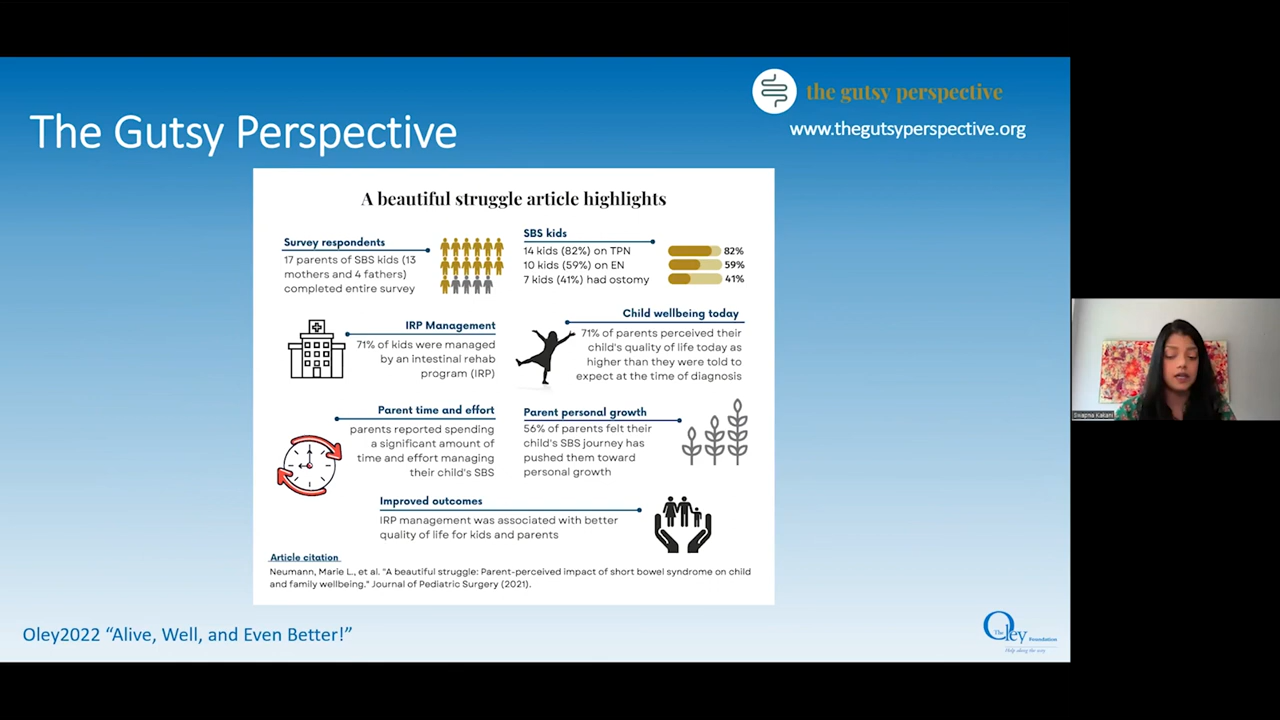 the gutsy perspective
www.thegutsyperspective.org
The Gutsy Perspective
A beautiful struggle article highlights
Survey respondents
17 parents of SBS kids (13
mothers and 4 fathers)
completed entire survey
SBS kids
14 kids (82%) on TPN
10 kids (59%) on EN
7 kids (41%) had ostomy
82%
59%
41%
IRP Management
71% of kids were managed
by an intestinal rehab
program (IRP)
Child wellbeing today
71% of parents perceived their
child's quality of life today as
higher than they were told to
expect at the time of diagnosis
Parent time and effort
parents reported spending
a significant amount of
time and effort managing
their child's SBS
Parent personal growth
56% of parents felt their
child's SBS journey has
pushed them toward
personal growth
Improved outcomes
IRP management was associated with better
quality of life for kids and parents
Article citation
Neumann, Marie L., et al. "A beautiful struggle: Parent-perceived impact of short bowel syndrome on child
and family wellbeing." Journal of Pediatric Surgery (2021).
Oley2022 “Alive, Well, and Even Better!”
The Oley Foundation
Help along the way
Swapna Kakani